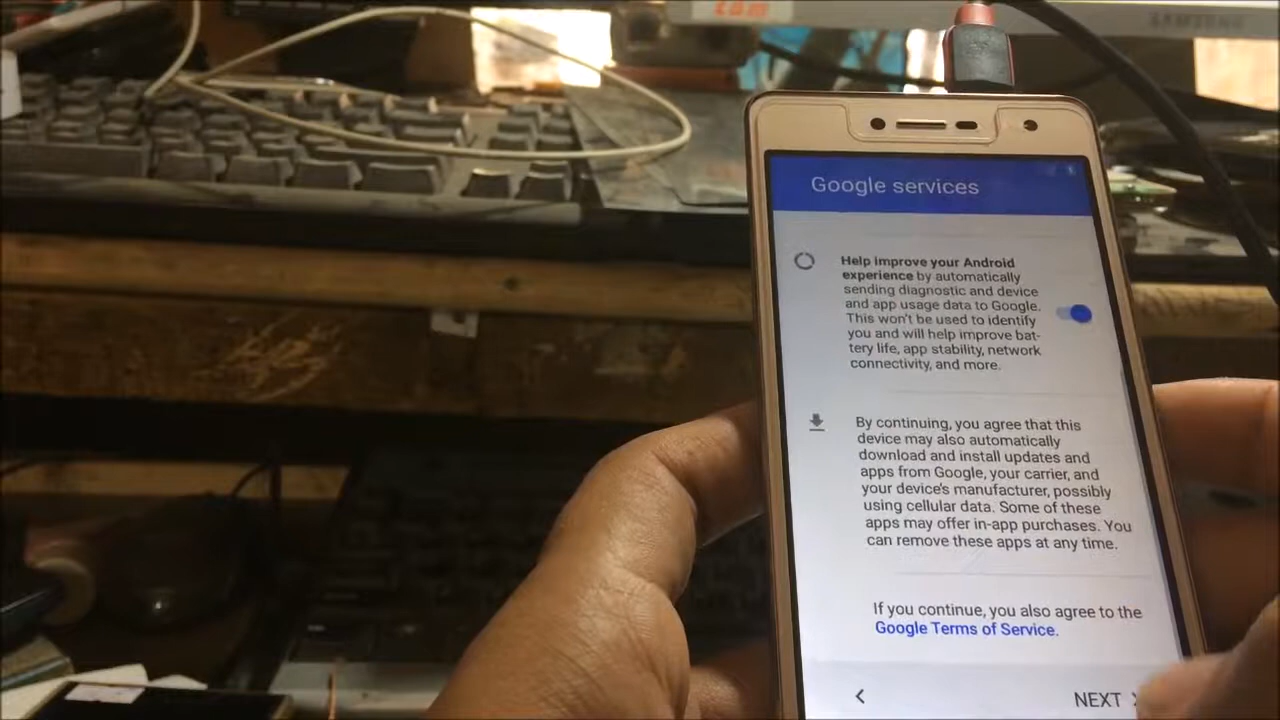 com
SAMSUNG
Google services
Help improve your Android
experience by automatically
sending diagnostic and device
and app usage data to Google.
This won't be used to identify
you and will help improve bat-
tery life, app stability, network
connectivity, and more.
By continuing, you agree that this
device may also automatically
download and install updates and
apps from Google, your carrier, and
your device's manufacturer, possibly
using cellular data. Some of these
apps may offer in-app purchases. You
can remove these apps at any time.
If you continue, you also agree to the
Google Terms of Service.
NEXT